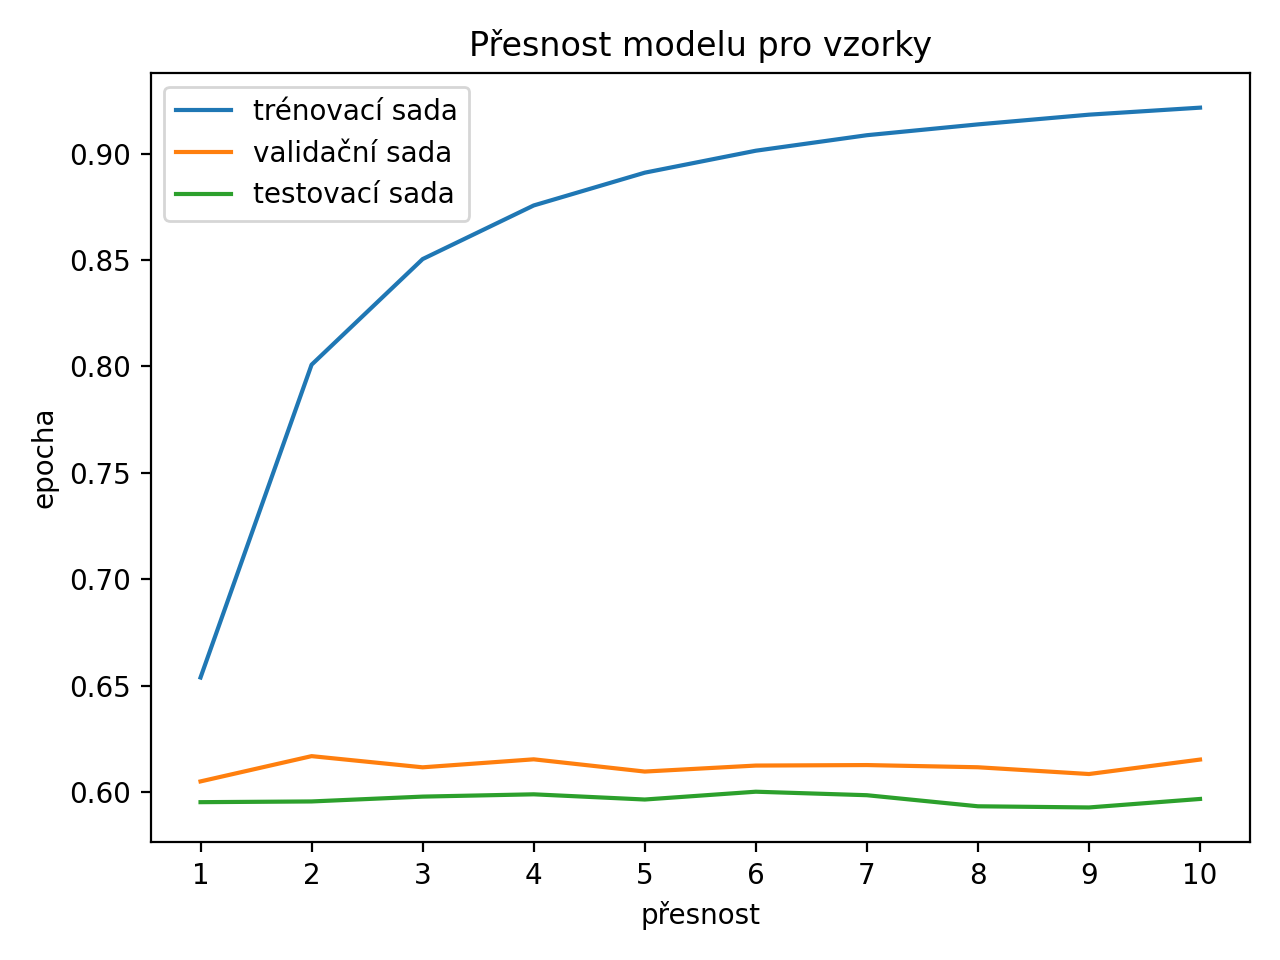 Přesnost modelu pro vzorky
trénovací sada
validační sada
testovací sada
0.90
0.85
0.80
0.75
0.70
0.65
0.60
epocha
1 2 3 4 5 6 7 8 9 10
přesnost